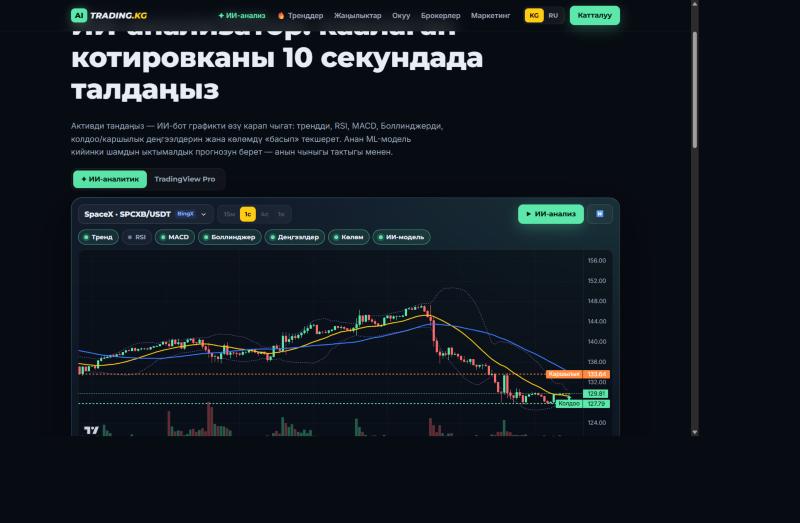 AI TRADING.KG
ИИ-анализ
Тренддер
Жаңылыктар
Окуу
Брокерлер
Маркетинг
KG RU
Катталуу
котировканы 10 секундада
талдаңыз
Активди тандаңыз — ИИ-бот графикти өзү карап чыгат: трендди, RSI, MACD, Боллинджерди,
колдоо/каршылык деңгээлдерин жана көлөмдү «басып» текшерет. Анан ML-модель
кийинки шамдын ыктымалдык прогнозун берет — анын чыныгы тактыгы менен.
ИИ-аналитик
TradingView Pro
SpaceX · SPCXB/USDT BingX
15м 1с 4с 1к
ИИ-анализ
Тренд
RSI
MACD
Боллинджер
Деңгээлдер
Көлөм
ИИ-модель
156.00
152.00
148.00
144.00
140.00
136.00
Каршылык 133.64
132.00
129.81
Колдоо 127.79
124.00